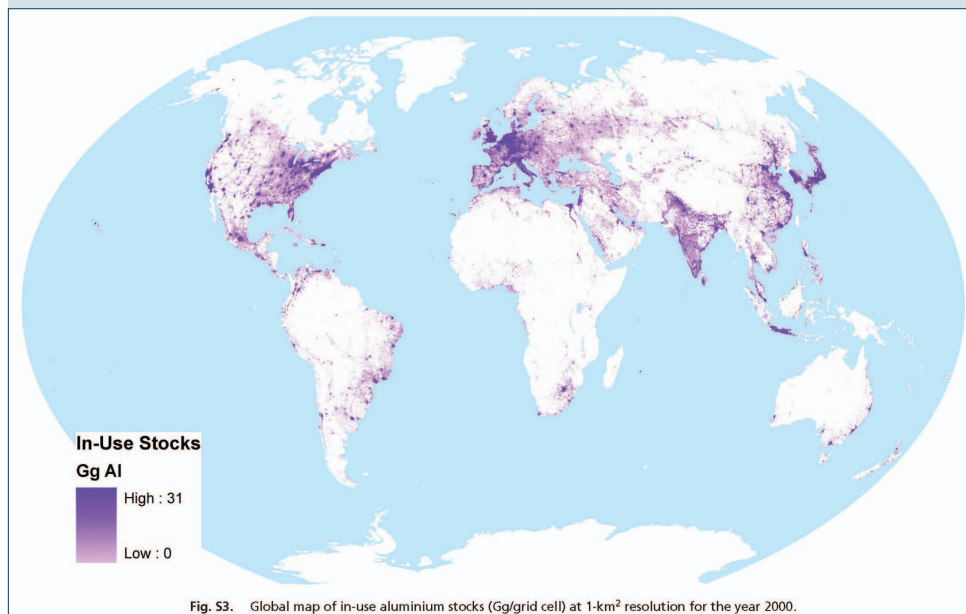 In-Use Stocks
Gg Al
High : 31
Low : 0
Fig. S3. Global map of in-use aluminium stocks (Gg/grid cell) at 1-km² resolution for the year 2000.